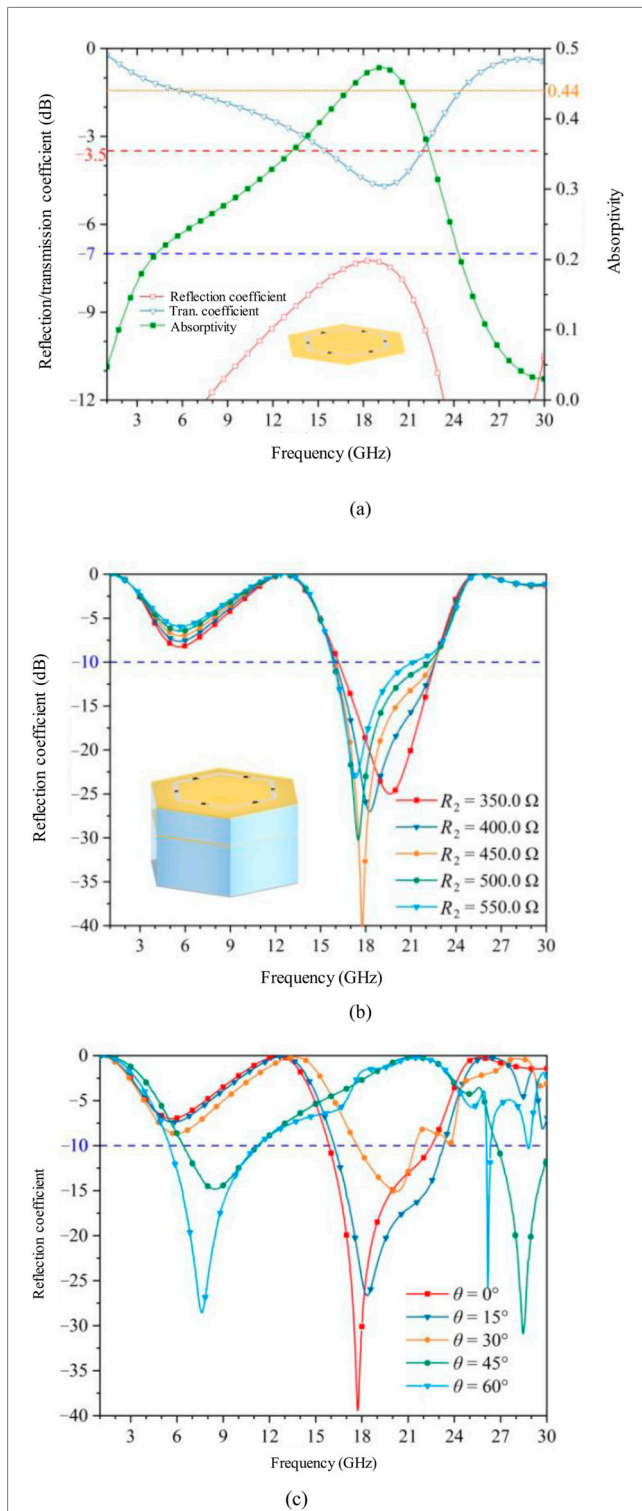 0
−3
−3.5
−6
−7
−9
−12
Reflection/transmission coefficient (dB)
0.5
0.44
0.4
0.3
0.2
0.1
0.0
Absorptivity
Reflection coefficient
Tran. coefficient
Absorptivity
3 6 9 12 15 18 21 24 27 30
Frequency (GHz)
(a)
0
−5
−10
−15
−20
−25
−30
−35
−40
Reflection coefficient (dB)
R2 = 350.0 Ω
R2 = 400.0 Ω
R2 = 450.0 Ω
R2 = 500.0 Ω
R2 = 550.0 Ω
3 6 9 12 15 18 21 24 27 30
Frequency (GHz)
(b)
0
−5
−10
−15
−20
−25
−30
−35
−40
Reflection coefficient
θ = 0°
θ = 15°
θ = 30°
θ = 45°
θ = 60°
3 6 9 12 15 18 21 24 27 30
Frequency (GHz)
(c)